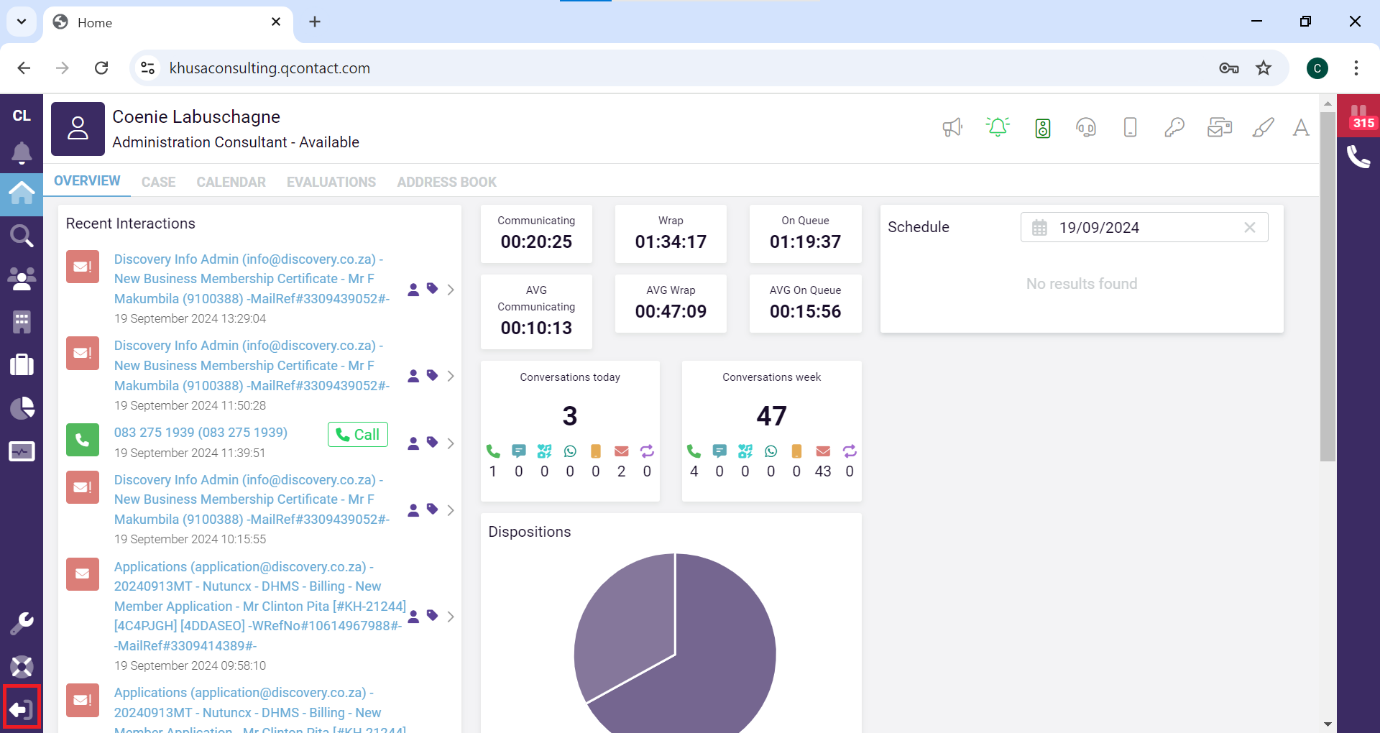 Home
khusaconsulting.qcontact.com
C
CL
Coenie Labuschagne
Administration Consultant - Available
A
315
OVERVIEW CASE CALENDAR EVALUATIONS ADDRESS BOOK
Recent Interactions
Discovery Info Admin (info@discovery.co.za) -
New Business Membership Certificate - Mr F
Makumbila (9100388) -MailRef#3309439052#-
19 September 2024 13:29:04
Discovery Info Admin (info@discovery.co.za) -
New Business Membership Certificate - Mr F
Makumbila (9100388) -MailRef#3309439052#-
19 September 2024 11:50:28
083 275 1939 (083 275 1939)
Call
19 September 2024 11:39:51
Discovery Info Admin (info@discovery.co.za) -
New Business Membership Certificate - Mr F
Makumbila (9100388) -MailRef#3309439052#-
19 September 2024 10:15:55
Applications (application@discovery.co.za) -
20240913MT - Nutuncx - DHMS - Billing - New
Member Application - Mr Clinton Pita [#KH-21244]
[4C4PJGH] [4DDASEO] -WRefNo#10614967988#-
-MailRef#3309414389#-
19 September 2024 09:58:10
Applications (application@discovery.co.za) -
20240913MT - Nutuncx - DHMS - Billing - New
Member Application - Mr Clinton Pita [#KH-21244]
Communicating
00:20:25
Wrap
01:34:17
On Queue
01:19:37
AVG
Communicating
00:10:13
AVG Wrap
00:47:09
AVG On Queue
00:15:56
Conversations today
3
1 0 0 0 0 2 0
Conversations week
47
4 0 0 0 0 43 0
Dispositions
Schedule
19/09/2024
No results found